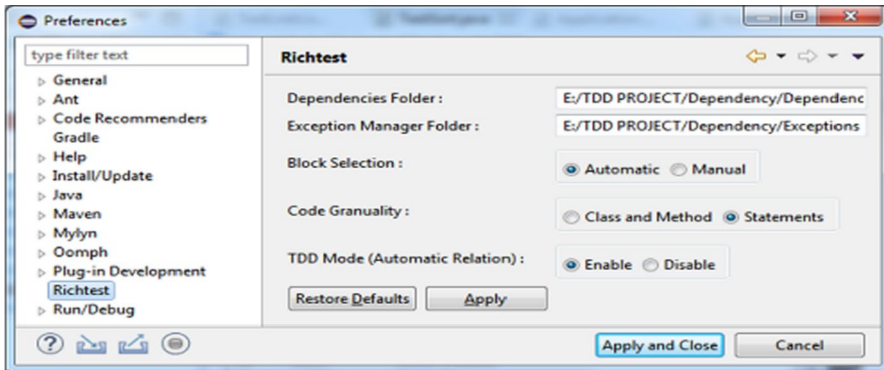 Preferences
type filter text
General
Ant
Code Recommenders
Gradle
Help
Install/Update
Java
Maven
Mylyn
Oomph
Plug-in Development
Richtest
Run/Debug
Richtest
Dependencies Folder :
E:/TDD PROJECT/Dependency/Dependenc
Exception Manager Folder :
E:/TDD PROJECT/Dependency/Exceptions
Block Selection :
Automatic Manual
Code Granuality :
Class and Method Statements
TDD Mode (Automatic Relation) :
Enable Disable
Restore Defaults Apply
Apply and Close Cancel